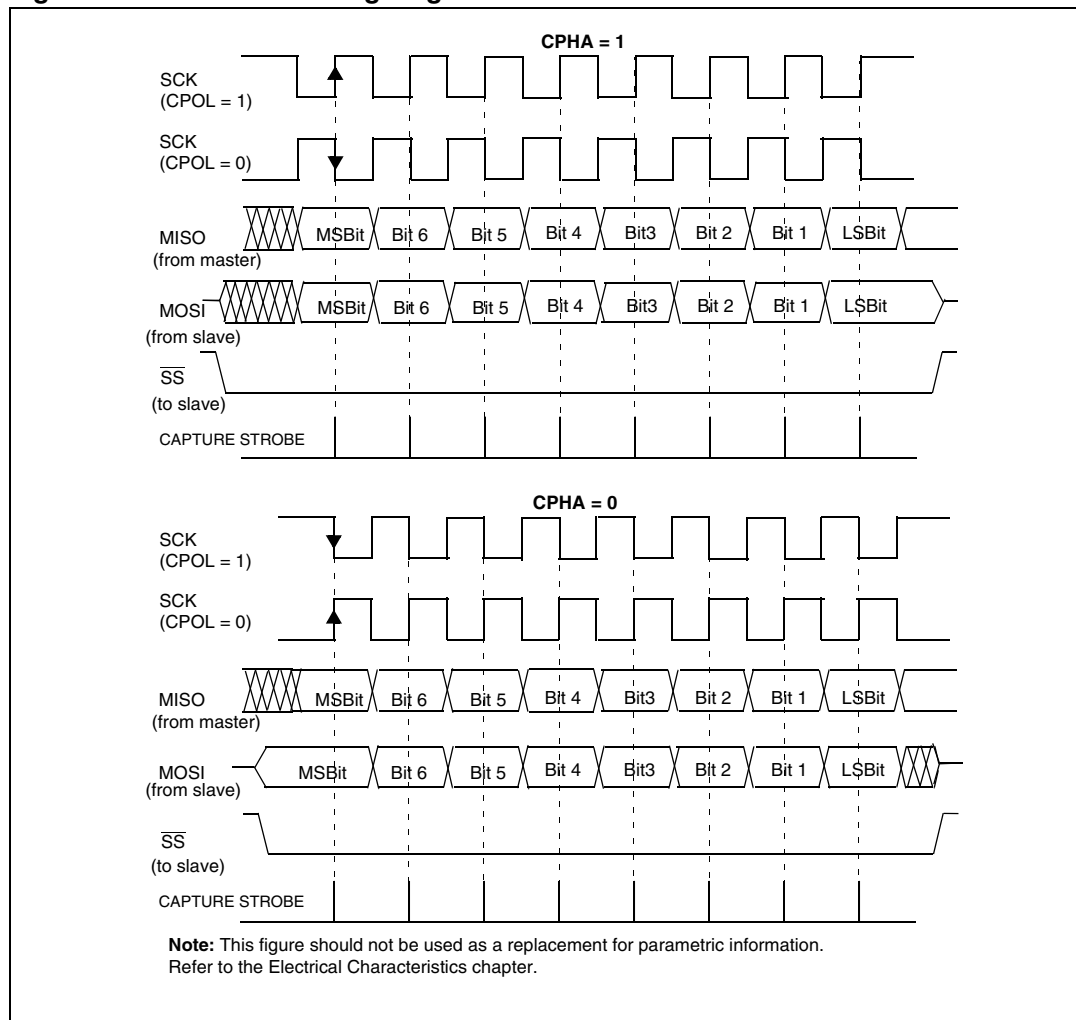 CPHA = 1
SCK
(CPOL = 1)
SCK
(CPOL = 0)
MISO
(from master)
MSBit Bit 6 Bit 5 Bit 4 Bit3 Bit 2 Bit 1 LSBit
MOSI
(from slave)
MSBit Bit 6 Bit 5 Bit 4 Bit3 Bit 2 Bit 1 LSBit
SS
(to slave)
CAPTURE STROBE
CPHA = 0
SCK
(CPOL = 1)
SCK
(CPOL = 0)
MISO
(from master)
MSBit Bit 6 Bit 5 Bit 4 Bit3 Bit 2 Bit 1 LSBit
MOSI
(from slave)
MSBit Bit 6 Bit 5 Bit 4 Bit3 Bit 2 Bit 1 LSBit
SS
(to slave)
CAPTURE STROBE
Note: This figure should not be used as a replacement for parametric information.
Refer to the Electrical Characteristics chapter.